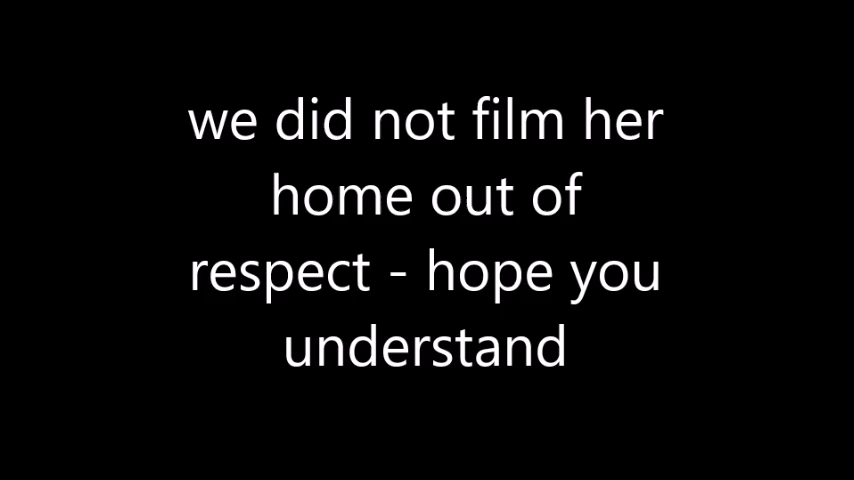 we did not film her
home out of
respect - hope you
understand